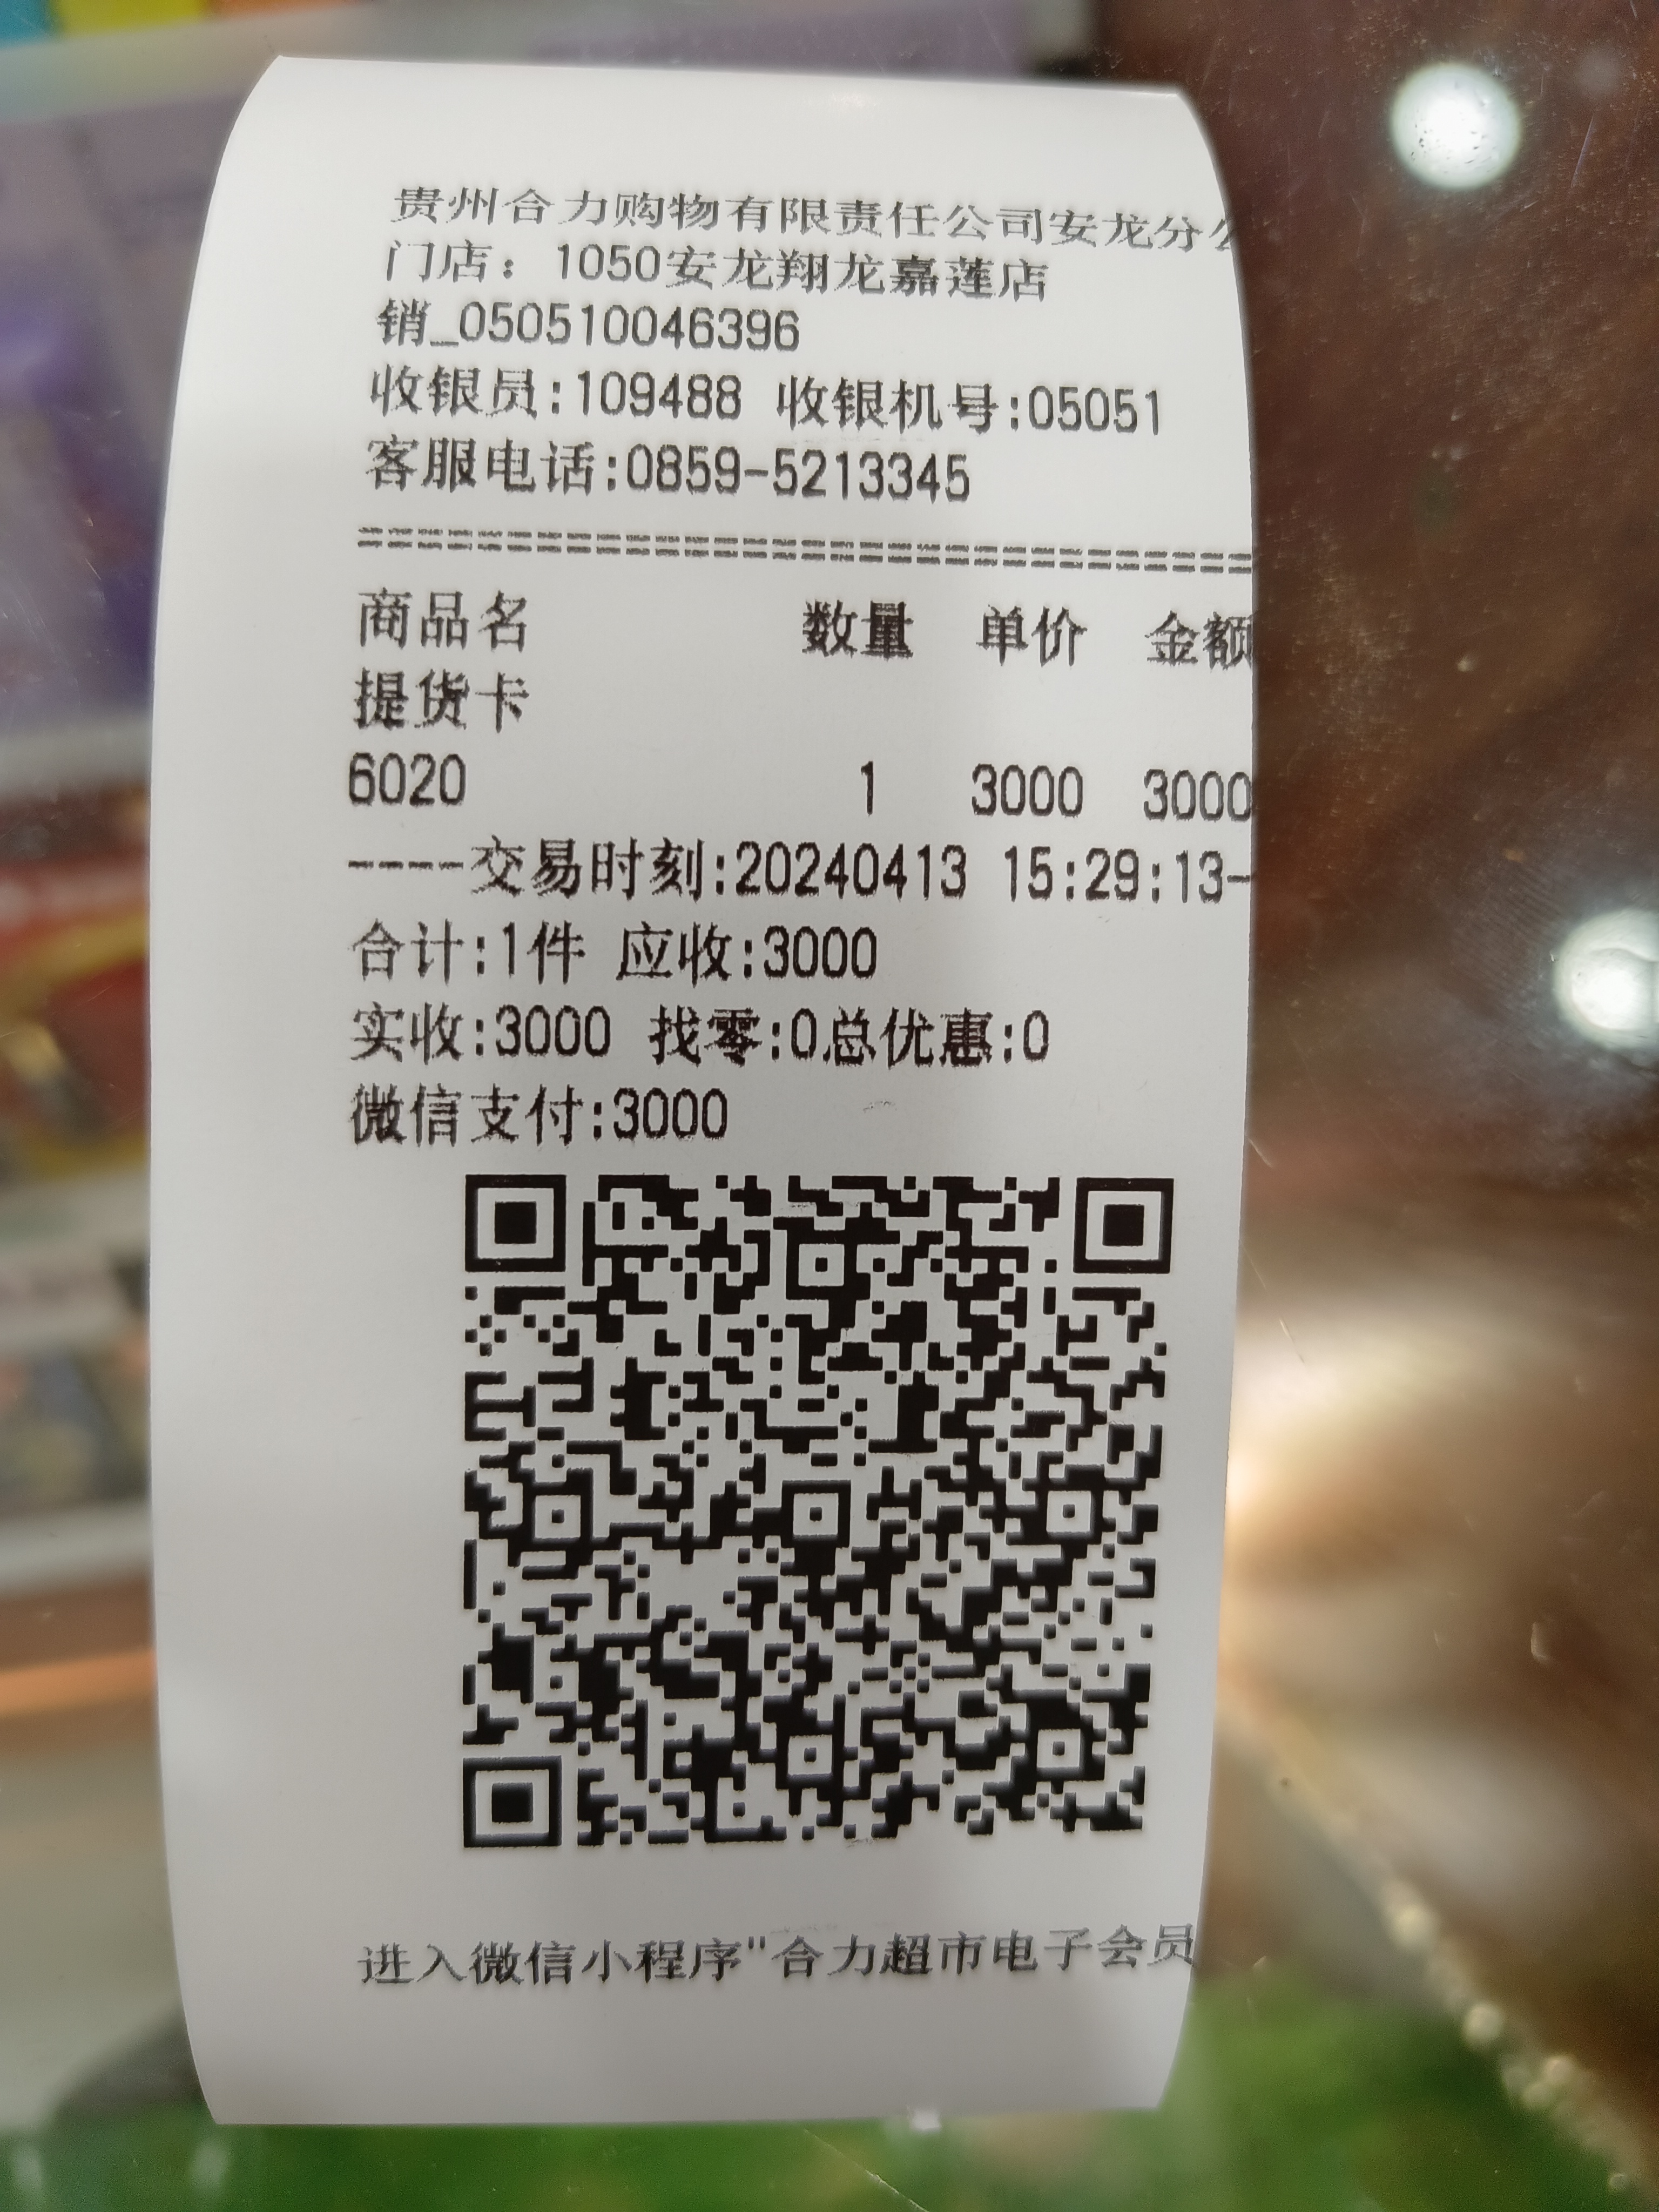 贵州合力购物有限责任公司安龙分公
门店：1050安龙翔龙嘉莲店
销_050510046396
收银员:109488 收银机号:05051
客服电话:0859-5213345
================================
商品名 数量 单价 金额
提货卡
6020 1 3000 3000
----交易时刻:20240413 15:29:13-
合计:1件 应收:3000
实收:3000 找零:0总优惠:0
微信支付:3000
进入微信小程序"合力超市电子会员